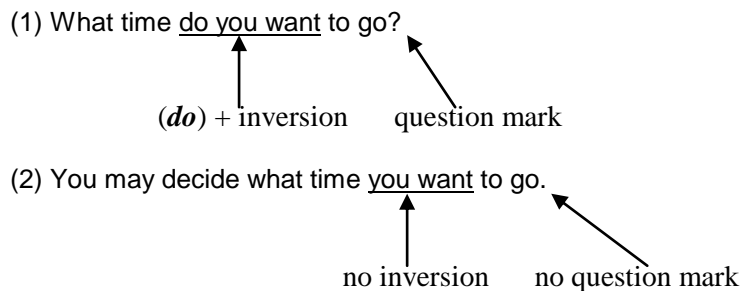 (1) What time do you want to go?
(do) + inversion question mark
(2) You may decide what time you want to go.
no inversion no question mark